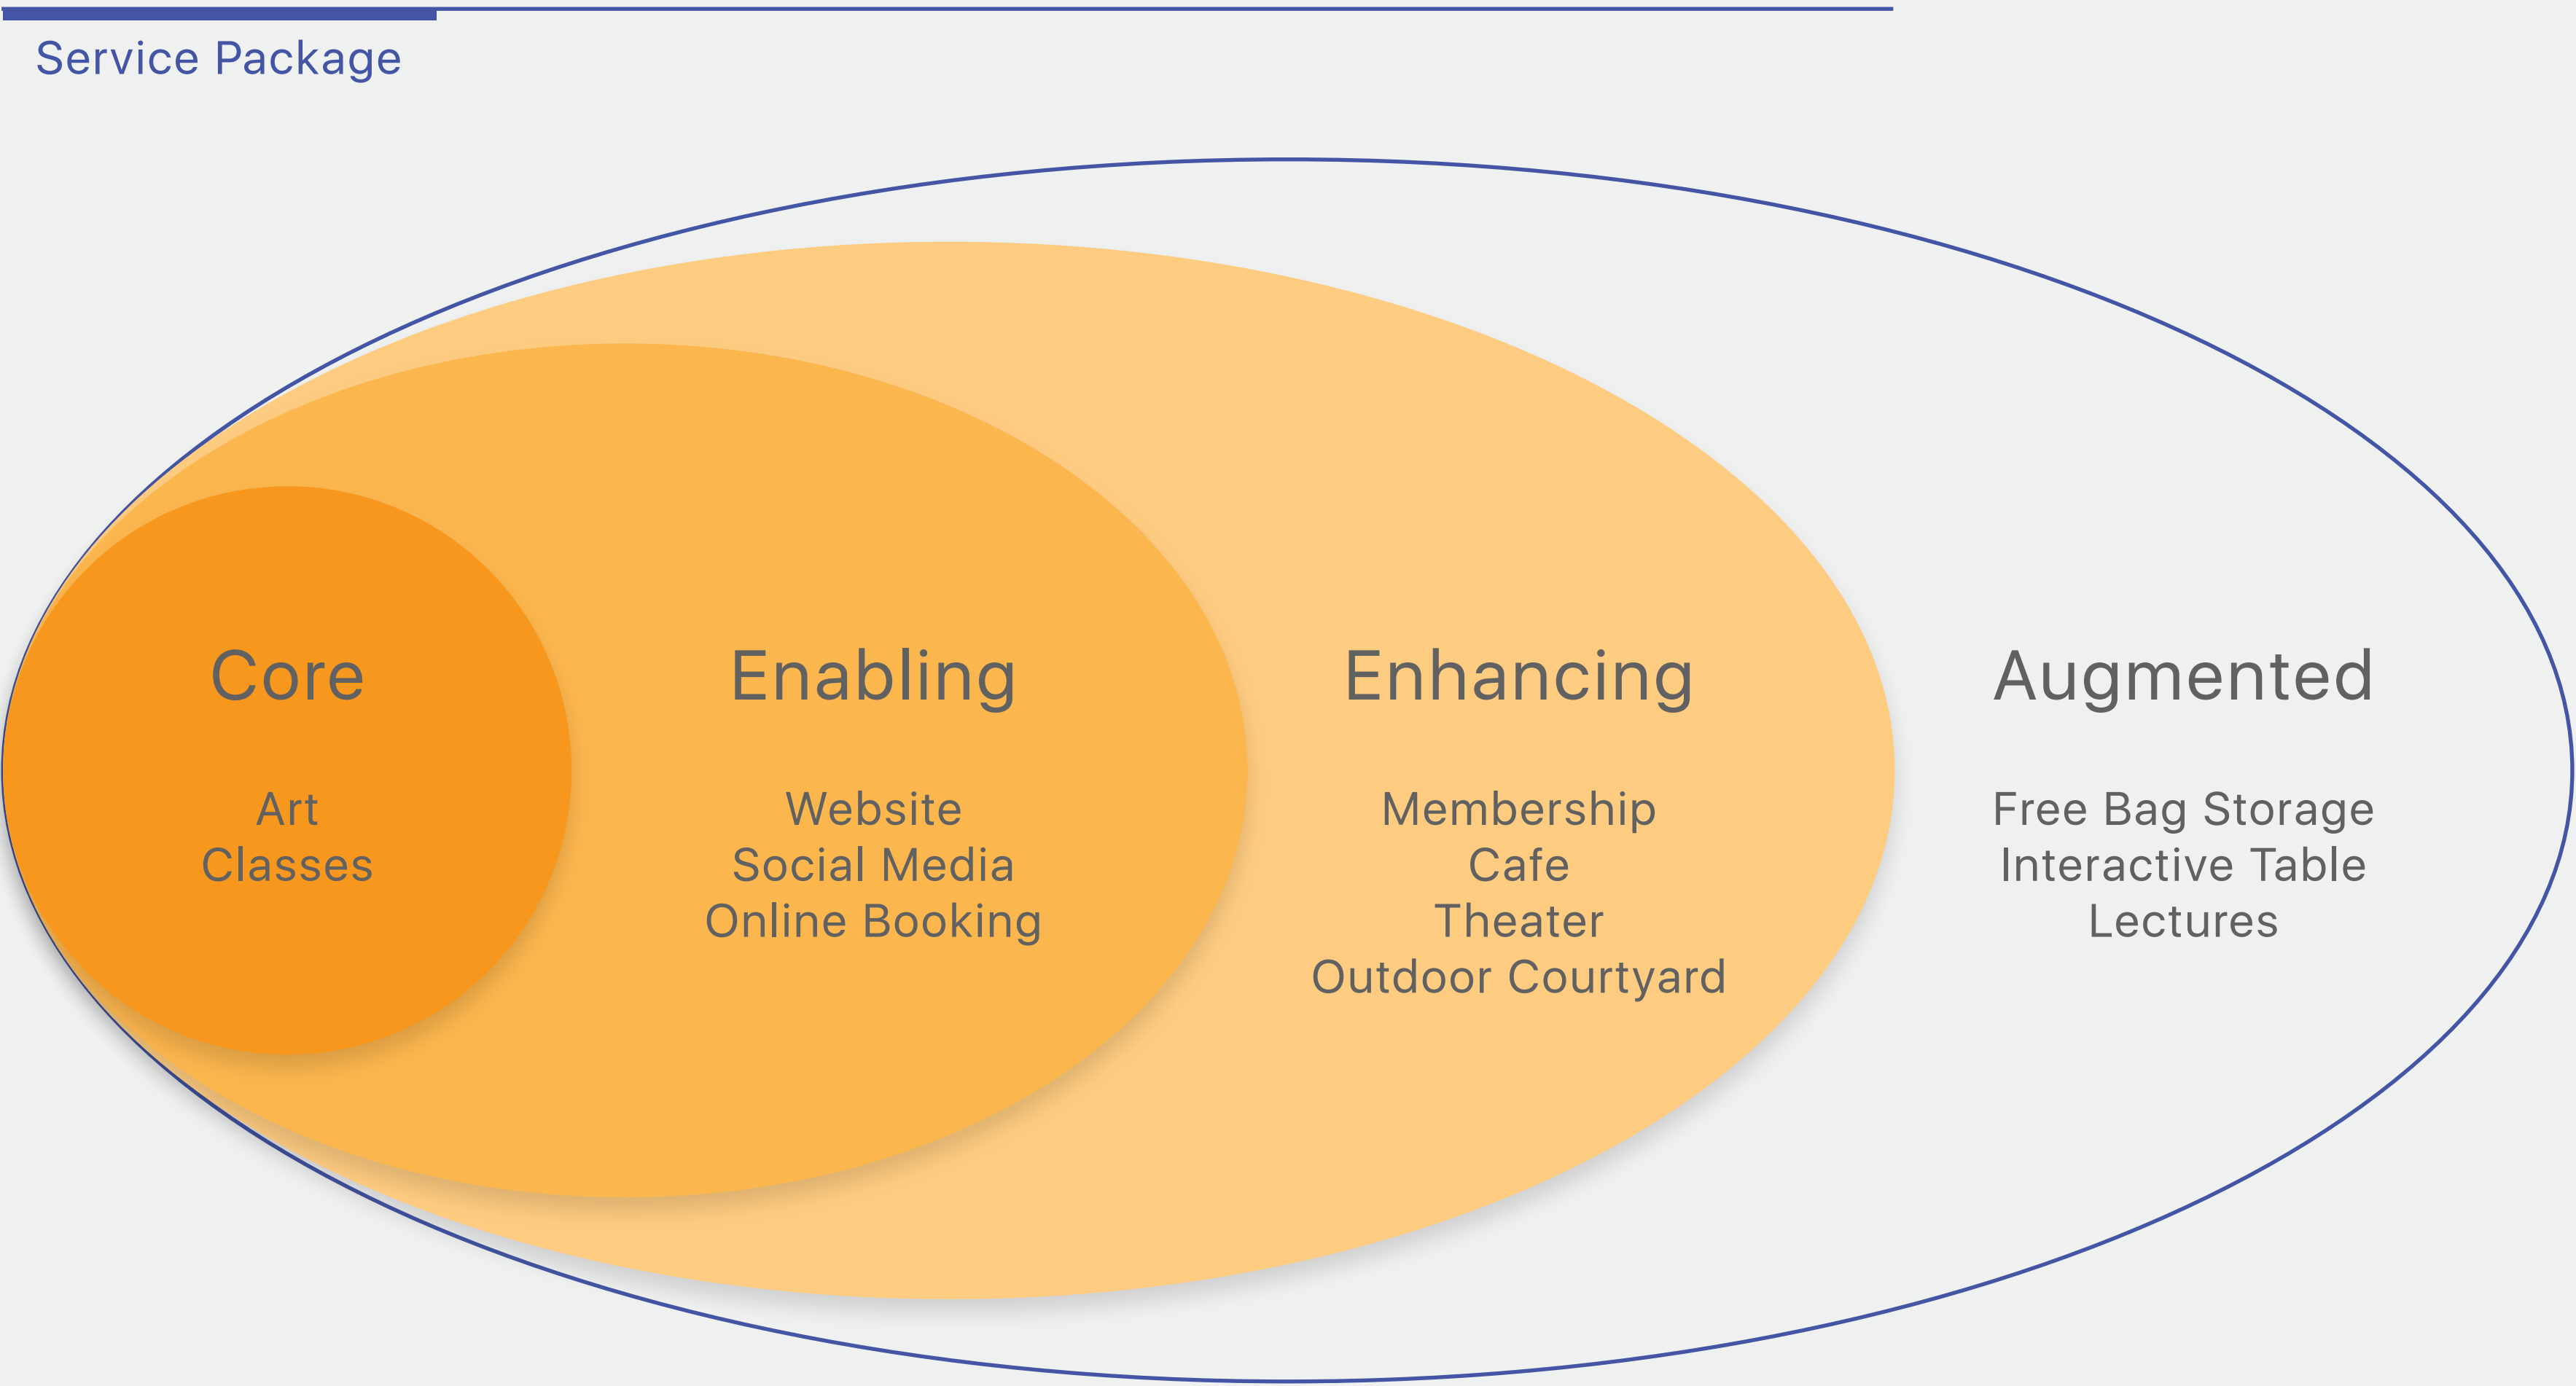 Service Package
Core
Art
Classes
Enabling
Website
Social Media
Online Booking
Enhancing
Membership
Cafe
Theater
Outdoor Courtyard
Augmented
Free Bag Storage
Interactive Table
Lectures